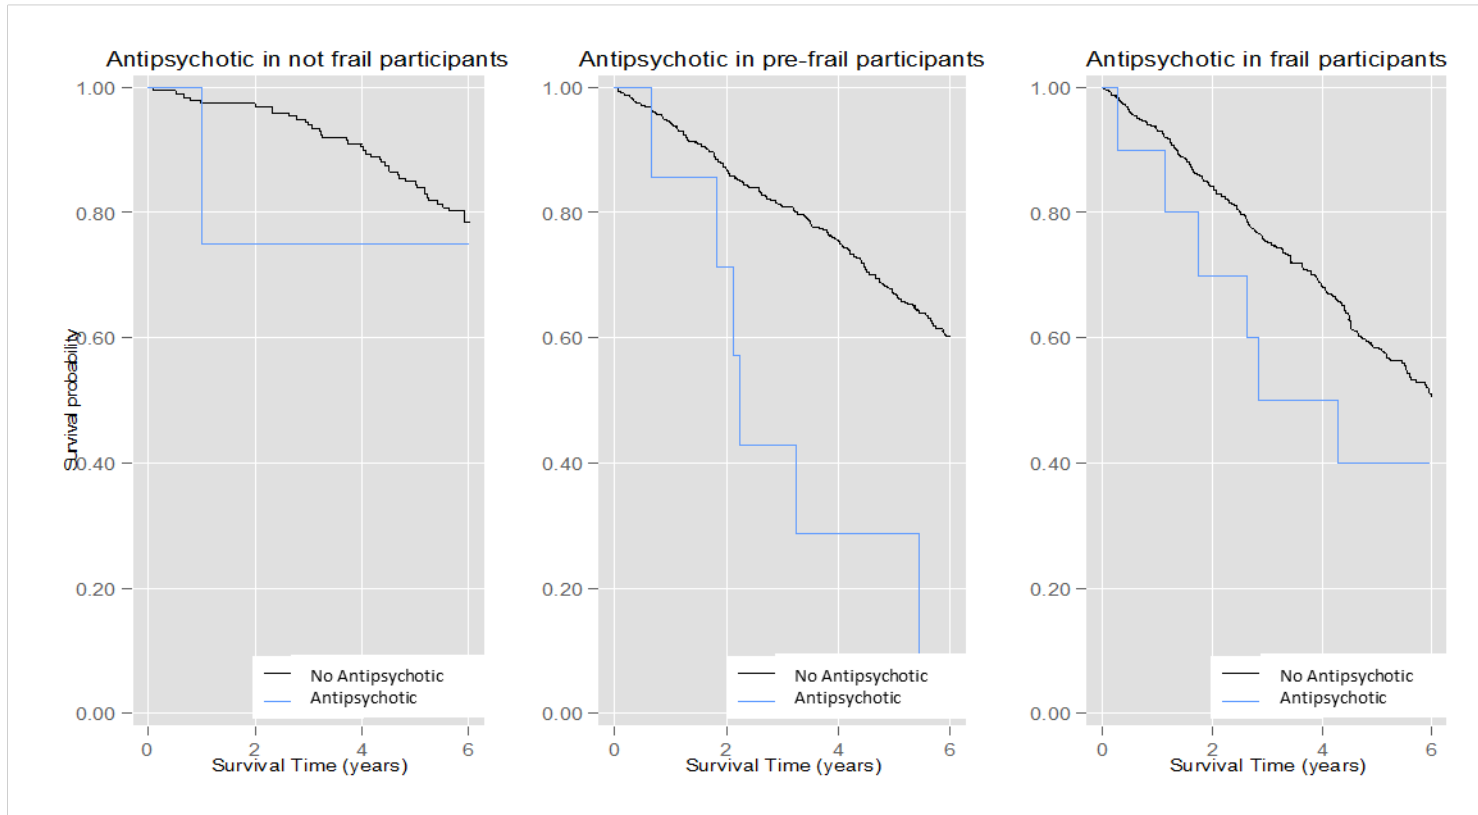 Antipsychotic in not frail participants
1.00
0.80
0.60
0.40
0.20
0.00
Survival probability
No Antipsychotic
Antipsychotic
0 2 4 6
Survival Time (years)
Antipsychotic in pre-frail participants
1.00
0.80
0.60
0.40
0.20
0.00
No Antipsychotic
Antipsychotic
0 2 4 6
Survival Time (years)
Antipsychotic in frail participants
1.00
0.80
0.60
0.40
0.20
0.00
No Antipsychotic
Antipsychotic
0 2 4 6
Survival Time (years)